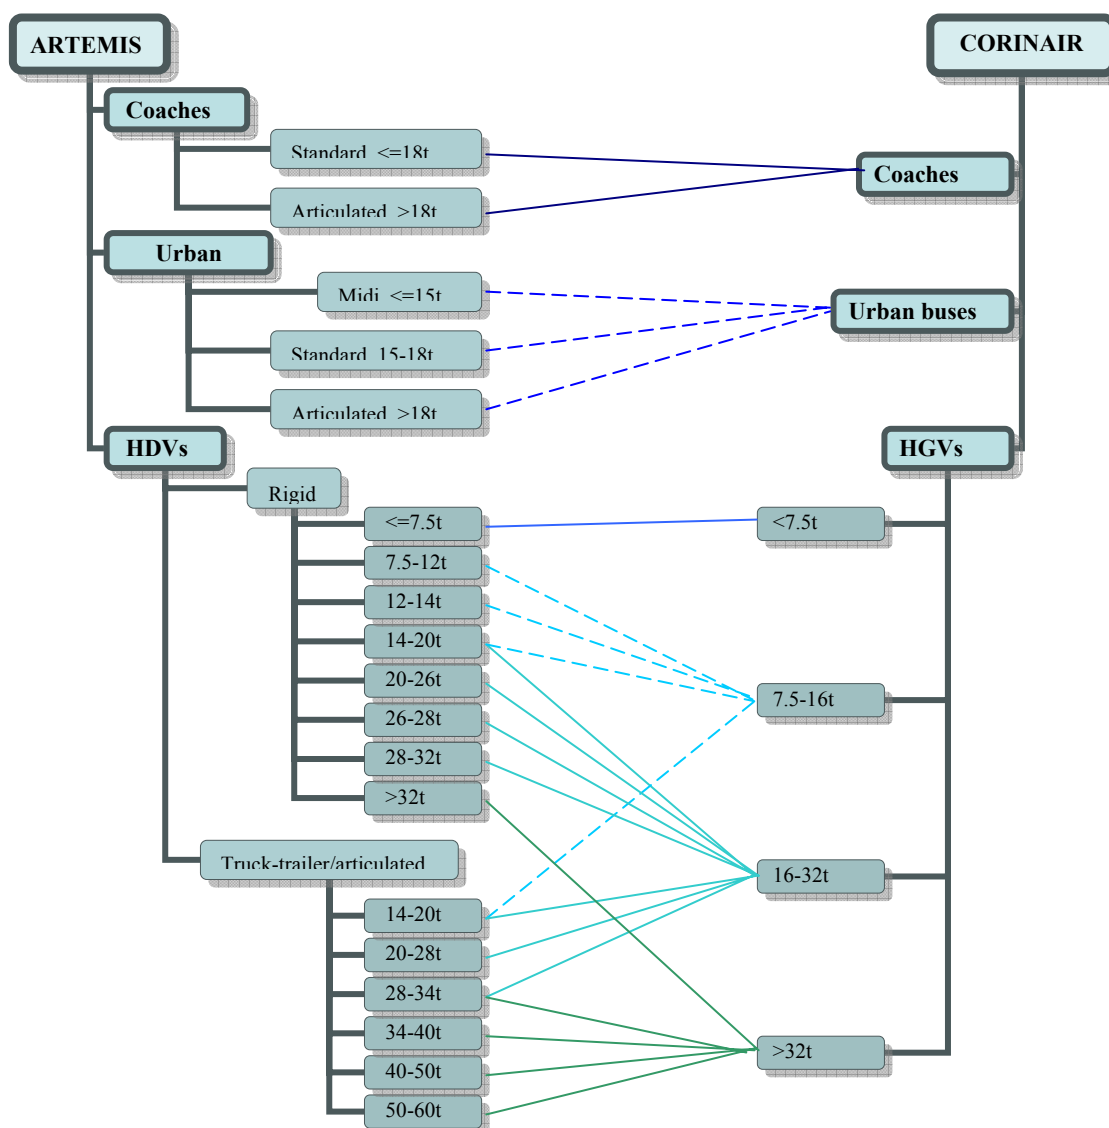 ARTEMIS
CORINAIR
Coaches
Standard <=18t
Coaches
Articulated >18t
Urban
Midi <=15t
Urban buses
Standard 15-18t
Articulated >18t
HDVs
HGVs
Rigid
<=7.5t
<7.5t
7.5-12t
12-14t
14-20t
20-26t
7.5-16t
26-28t
28-32t
>32t
Truck-trailer/articulated
16-32t
14-20t
20-28t
28-34t
34-40t
>32t
40-50t
50-60t